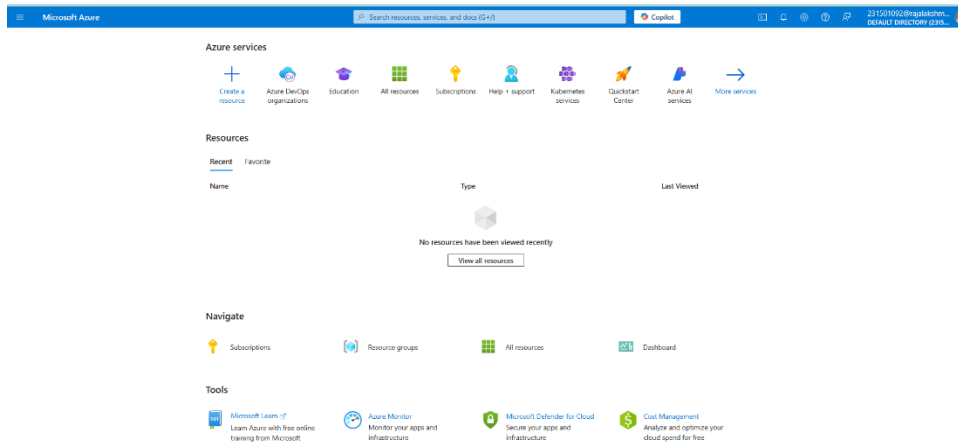 Microsoft Azure
Search resources, services, and docs (G+/)
Copilot
231501092@rajalakshm...
DEFAULT DIRECTORY (2315...
Azure services
Create a resource
Azure DevOps organizations
Education
All resources
Subscriptions
Help + support
Kubernetes services
Quickstart Center
Azure AI services
More services
Resources
Recent Favorite
Name Type Last Viewed
No resources have been viewed recently
View all resources
Navigate
Subscriptions
Resource groups
All resources
Dashboard
Tools
Microsoft Learn
Learn Azure with free online
training from Microsoft
Azure Monitor
Monitor your apps and
infrastructure
Microsoft Defender for Cloud
Secure your apps and
infrastructure
Cost Management
Analyze and optimize your
cloud spend for free